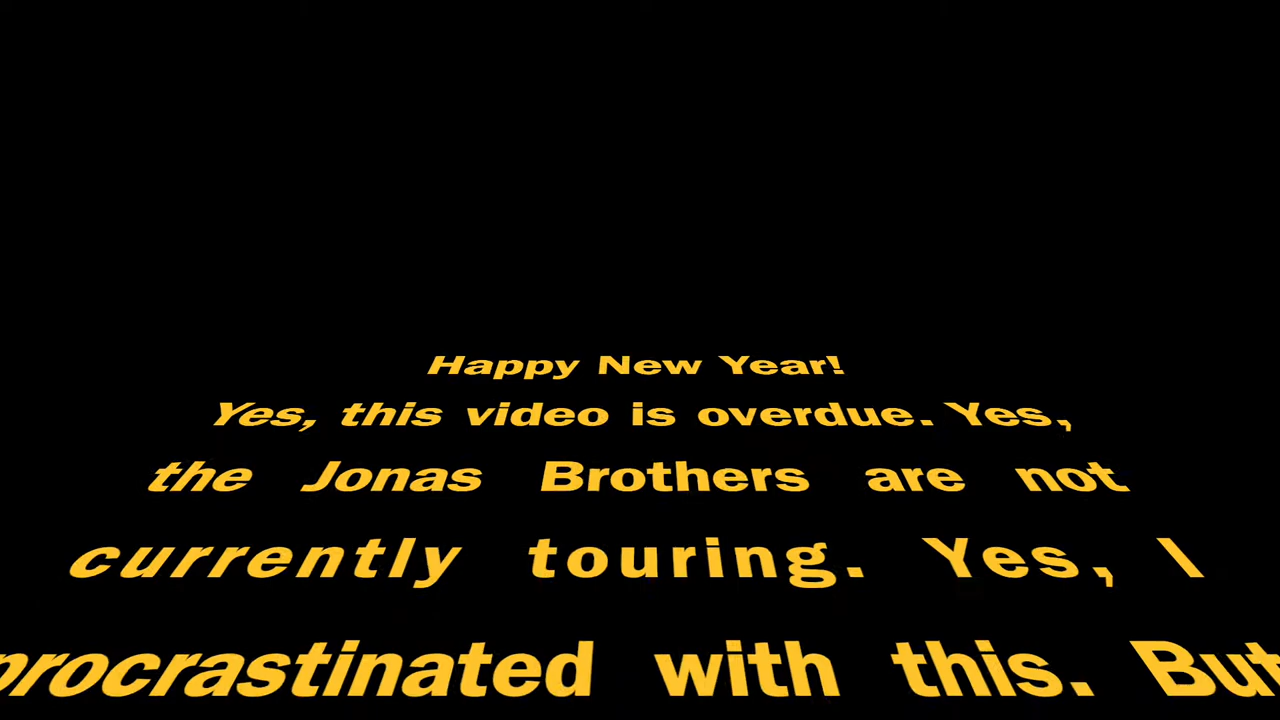 Happy New Year!
Yes, this video is overdue. Yes,
the Jonas Brothers are not
currently touring. Yes, I
procrastinated with this. But